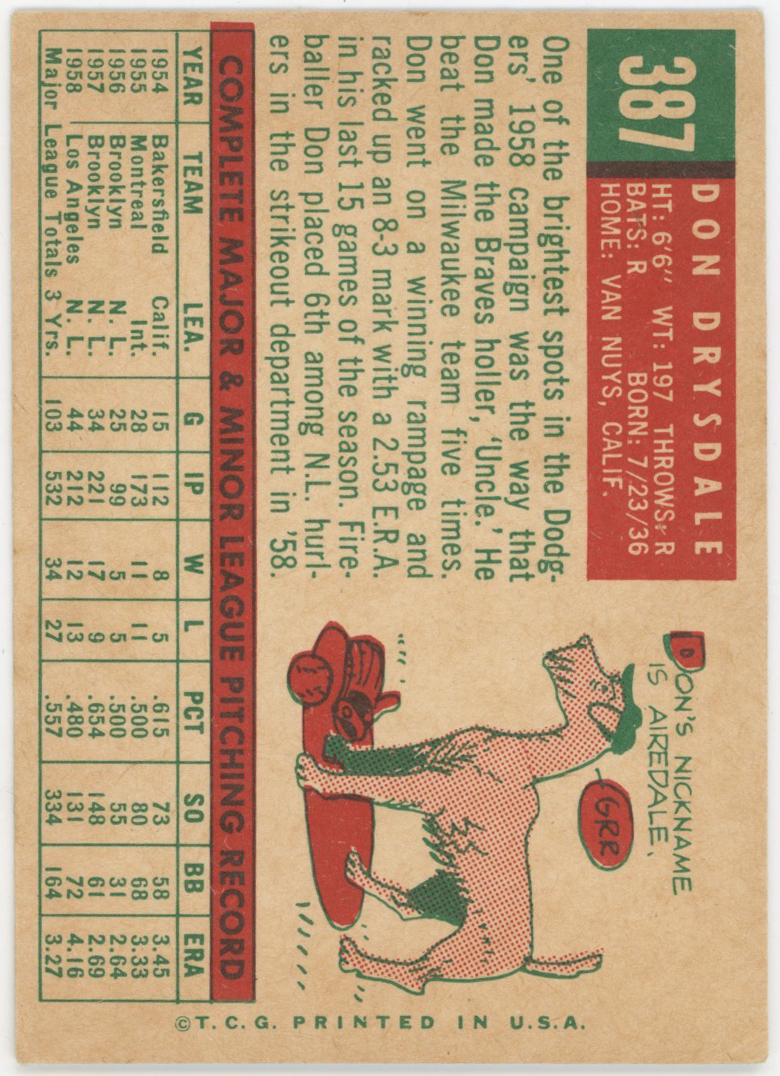 387
DON DRYSDALE
HT: 6'6" WT: 197 THROWS: R
BATS: R BORN: 7/23/36
HOME: VAN NUYS, CALIF.
One of the brightest spots in the Dodg-
ers' 1958 campaign was the way that
Don made the Braves holler, 'Uncle.' He
beat the Milwaukee team five times.
Don went on a winning rampage and
racked up an 8-3 mark with a 2.53 E.R.A.
in his last 15 games of the season. Fire-
baller Don placed 6th among N.L. hurl-
ers in the strikeout department in '58.
DON'S NICKNAME
IS AIREDALE.
GRR
COMPLETE MAJOR & MINOR LEAGUE PITCHING RECORD
YEAR TEAM LEA. G IP W L PCT SO BB ERA
1954 Bakersfield Calif. 15 112 8 5 .615 73 58 3.45
1955 Montreal Int. 28 173 11 11 .500 80 68 3.33
1956 Brooklyn N. L. 25 99 5 5 .500 55 31 2.64
1957 Brooklyn N. L. 34 221 17 9 .654 148 61 2.69
1958 Los Angeles N. L. 44 212 12 13 .480 131 72 4.16
Major League Totals 3 Yrs. 103 532 34 27 .557 334 164 3.27
© T. C. G. PRINTED IN U.S.A.